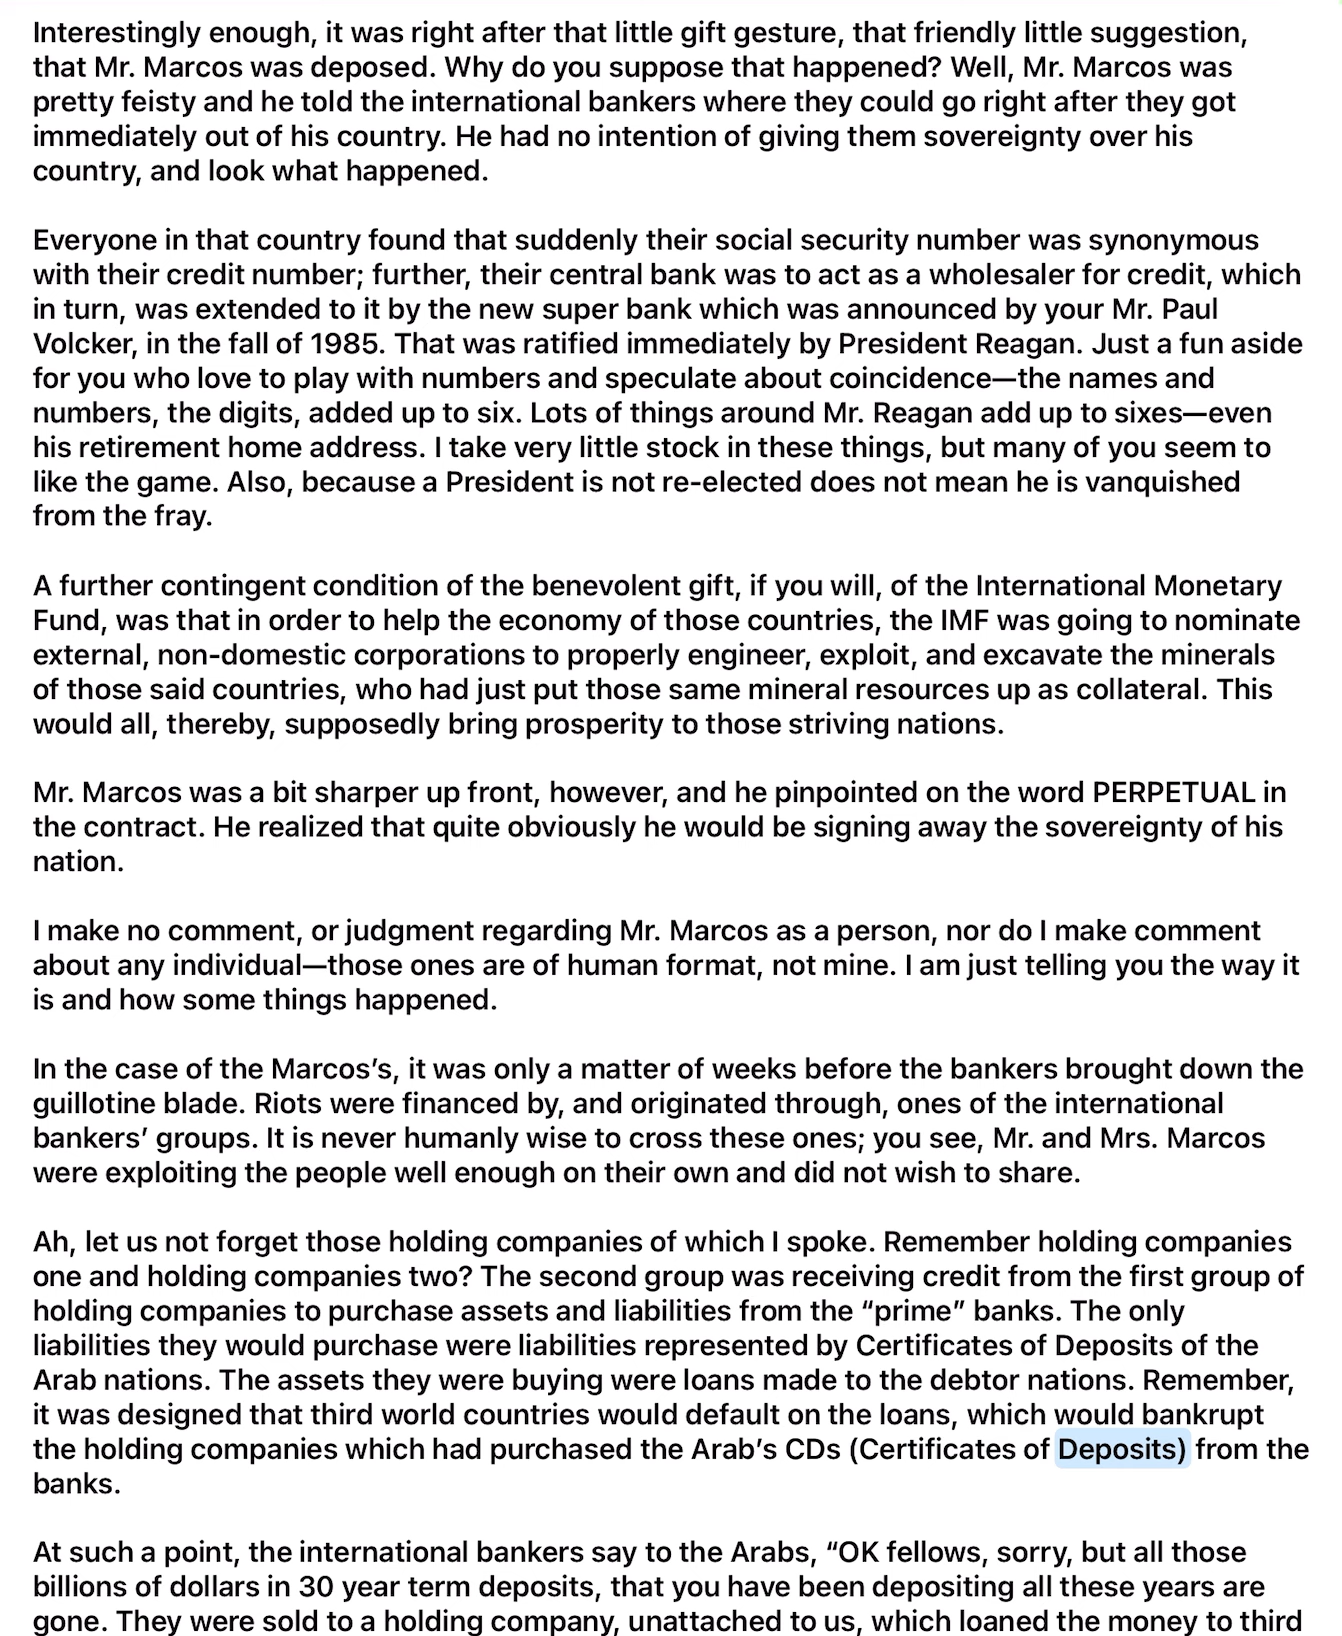 Interestingly enough, it was right after that little gift gesture, that friendly little suggestion,
that Mr. Marcos was deposed. Why do you suppose that happened? Well, Mr. Marcos was
pretty feisty and he told the international bankers where they could go right after they got
immediately out of his country. He had no intention of giving them sovereignty over his
country, and look what happened.
Everyone in that country found that suddenly their social security number was synonymous
with their credit number; further, their central bank was to act as a wholesaler for credit, which
in turn, was extended to it by the new super bank which was announced by your Mr. Paul
Volcker, in the fall of 1985. That was ratified immediately by President Reagan. Just a fun aside
for you who love to play with numbers and speculate about coincidence—the names and
numbers, the digits, added up to six. Lots of things around Mr. Reagan add up to sixes—even
his retirement home address. I take very little stock in these things, but many of you seem to
like the game. Also, because a President is not re-elected does not mean he is vanquished
from the fray.
A further contingent condition of the benevolent gift, if you will, of the International Monetary
Fund, was that in order to help the economy of those countries, the IMF was going to nominate
external, non-domestic corporations to properly engineer, exploit, and excavate the minerals
of those said countries, who had just put those same mineral resources up as collateral. This
would all, thereby, supposedly bring prosperity to those striving nations.
Mr. Marcos was a bit sharper up front, however, and he pinpointed on the word PERPETUAL in
the contract. He realized that quite obviously he would be signing away the sovereignty of his
nation.
I make no comment, or judgment regarding Mr. Marcos as a person, nor do I make comment
about any individual—those ones are of human format, not mine. I am just telling you the way it
is and how some things happened.
In the case of the Marcos’s, it was only a matter of weeks before the bankers brought down the
guillotine blade. Riots were financed by, and originated through, ones of the international
bankers’ groups. It is never humanly wise to cross these ones; you see, Mr. and Mrs. Marcos
were exploiting the people well enough on their own and did not wish to share.
Ah, let us not forget those holding companies of which I spoke. Remember holding companies
one and holding companies two? The second group was receiving credit from the first group of
holding companies to purchase assets and liabilities from the “prime” banks. The only
liabilities they would purchase were liabilities represented by Certificates of Deposits of the
Arab nations. The assets they were buying were loans made to the debtor nations. Remember,
it was designed that third world countries would default on the loans, which would bankrupt
the holding companies which had purchased the Arab’s CDs (Certificates of Deposits) from the
banks.
At such a point, the international bankers say to the Arabs, “OK fellows, sorry, but all those
billions of dollars in 30 year term deposits, that you have been depositing all these years are
gone. They were sold to a holding company, unattached to us, which loaned the money to third